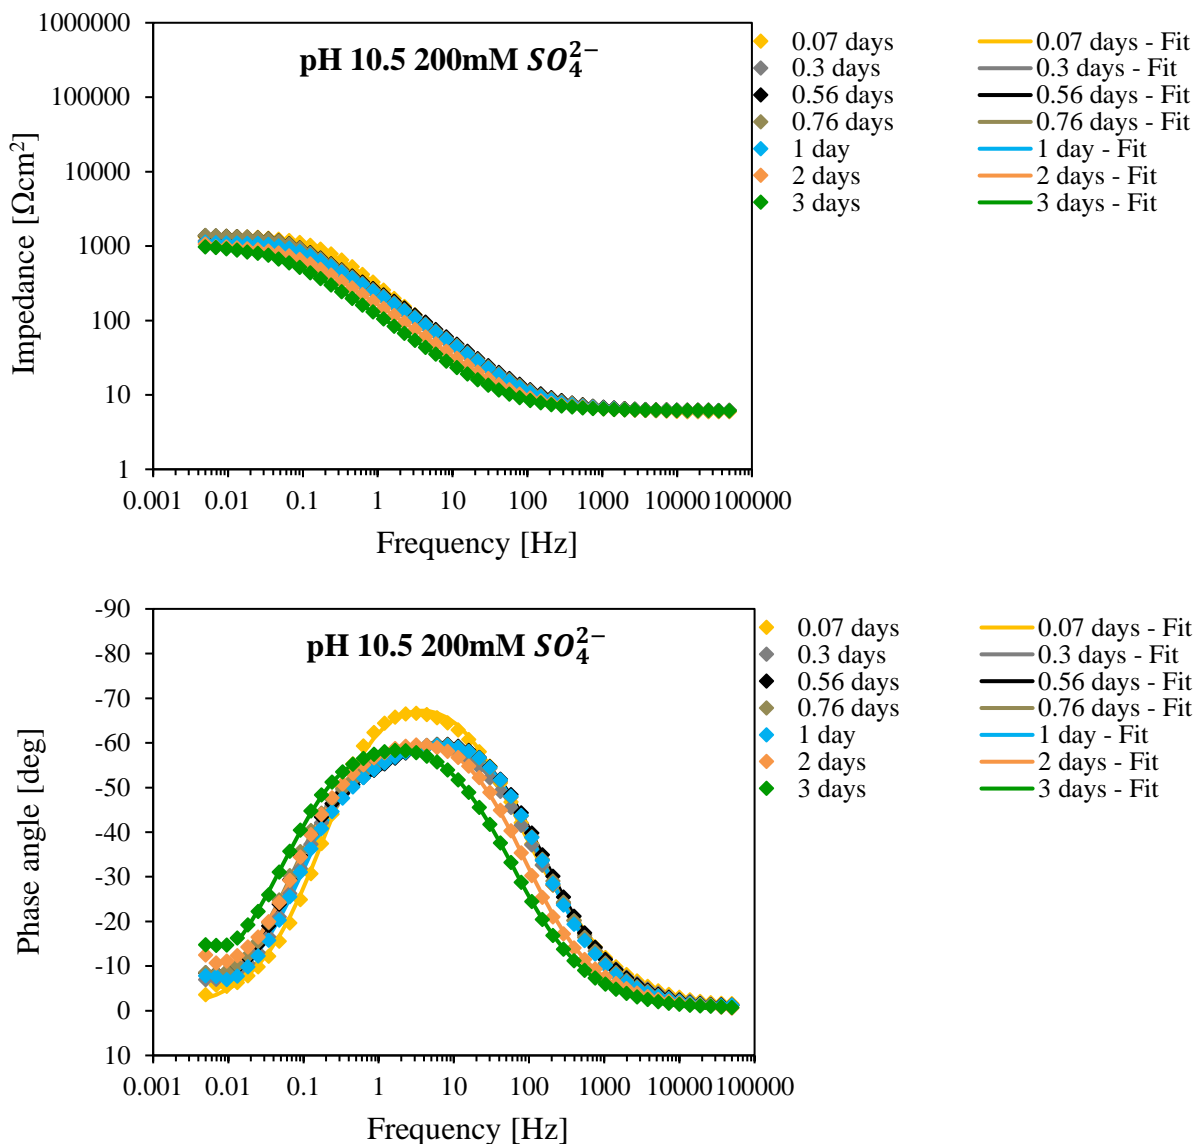 pH 10.5 200mM SO₄²⁻
Impedance [Ωcm²]
1000000
100000
10000
1000
100
10
1
0.001 0.01 0.1 1 10 100 1000 10000 100000
Frequency [Hz]
0.07 days 0.07 days - Fit
0.3 days 0.3 days - Fit
0.56 days 0.56 days - Fit
0.76 days 0.76 days - Fit
1 day 1 day - Fit
2 days 2 days - Fit
3 days 3 days - Fit
pH 10.5 200mM SO₄²⁻
Phase angle [deg]
-90
-80
-70
-60
-50
-40
-30
-20
-10
0
10
0.001 0.01 0.1 1 10 100 1000 10000 100000
Frequency [Hz]
0.07 days 0.07 days - Fit
0.3 days 0.3 days - Fit
0.56 days 0.56 days - Fit
0.76 days 0.76 days - Fit
1 day 1 day - Fit
2 days 2 days - Fit
3 days 3 days - Fit